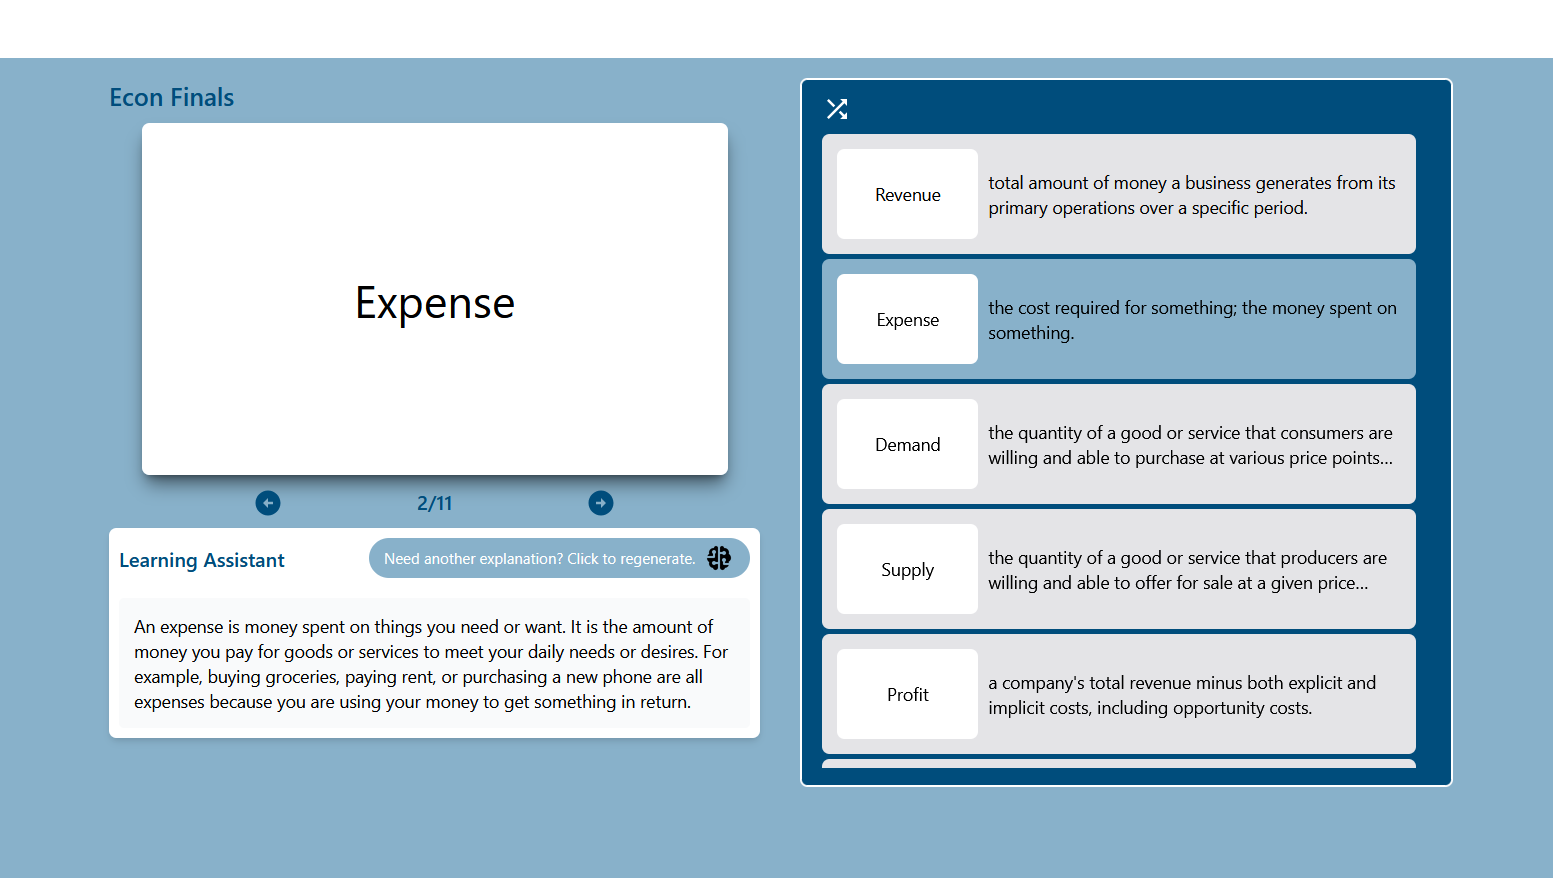 Econ Finals
Expense
2/11
Learning Assistant
Need another explanation? Click to regenerate.
An expense is money spent on things you need or want. It is the amount of
money you pay for goods or services to meet your daily needs or desires. For
example, buying groceries, paying rent, or purchasing a new phone are all
expenses because you are using your money to get something in return.
Revenue
total amount of money a business generates from its
primary operations over a specific period.
Expense
the cost required for something; the money spent on
something.
Demand
the quantity of a good or service that consumers are
willing and able to purchase at various price points...
Supply
the quantity of a good or service that producers are
willing and able to offer for sale at a given price...
Profit
a company's total revenue minus both explicit and
implicit costs, including opportunity costs.